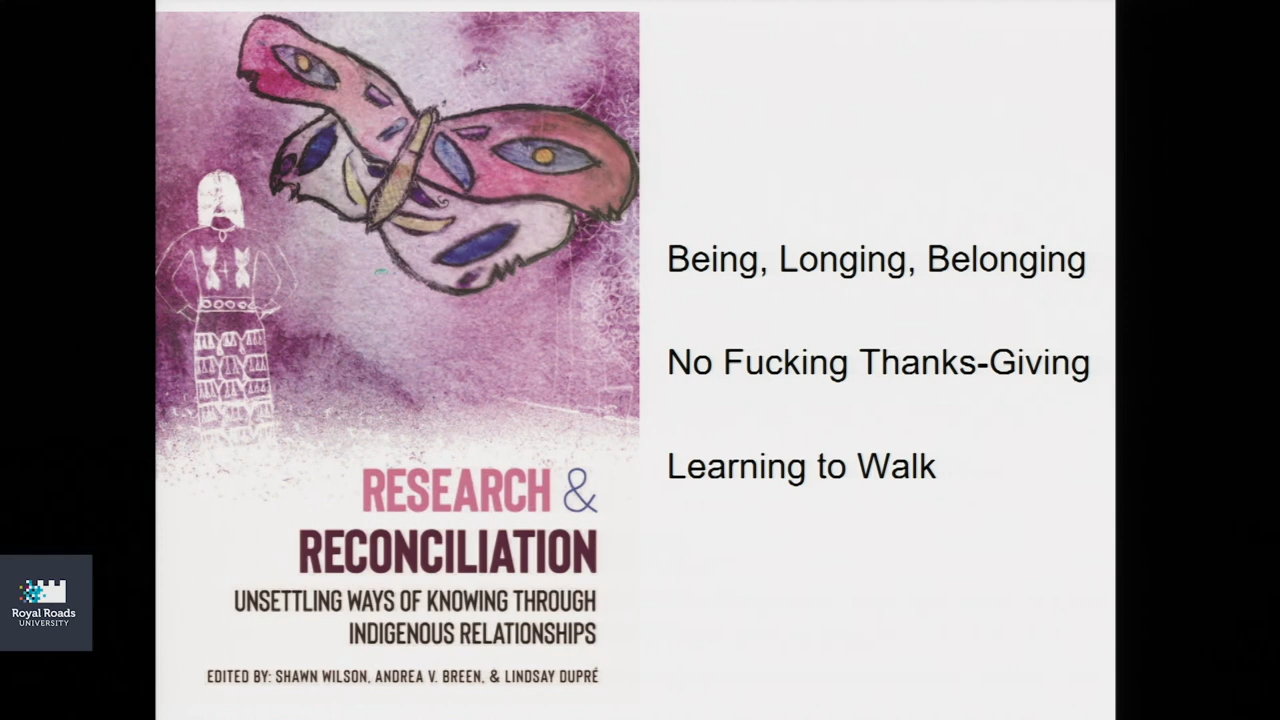 RESEARCH &
RECONCILIATION
UNSETTLING WAYS OF KNOWING THROUGH
INDIGENOUS RELATIONSHIPS
EDITED BY: SHAWN WILSON, ANDREA V. BREEN, & LINDSAY DUPRÉ
Being, Longing, Belonging
No Fucking Thanks-Giving
Learning to Walk
Royal Roads
UNIVERSITY